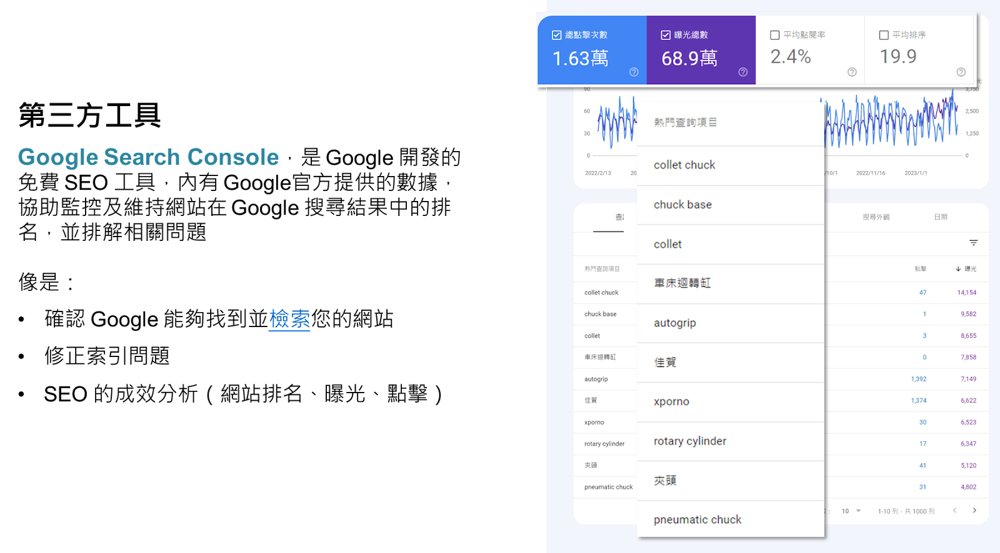 第三方工具
Google Search Console，是 Google 開發的
免費 SEO 工具，內有 Google官方提供的數據，
協助監控及維持網站在 Google 搜尋結果中的排
名，並排解相關問題
像是：
• 確認 Google 能夠找到並檢索您的網站
• 修正索引問題
• SEO 的成效分析（網站排名、曝光、點擊）
總點擊次數 曝光總數 平均點閱率 平均排序
1.63萬 68.9萬 2.4% 19.9
90 3,750
60 2,500
30 1,250
0 0
2022/2/13 2022/11/16 2023/1/1
熱門查詢項目
collet chuck
chuck base
collet
車床迴轉缸
autogrip
佳賀
xporno
rotary cylinder
夾頭
pneumatic chuck
搜尋外觀 日期
熱門查詢項目 點擊 曝光
collet chuck 47 14,154
chuck base 1 9,582
collet 3 8,655
車床迴轉缸 0 7,858
autogrip 1,392 7,149
佳賀 1,374 6,622
xporno 30 6,523
rotary cylinder 17 6,347
夾頭 41 5,120
pneumatic chuck 31 4,802
10 1-10 列，共 1000 列